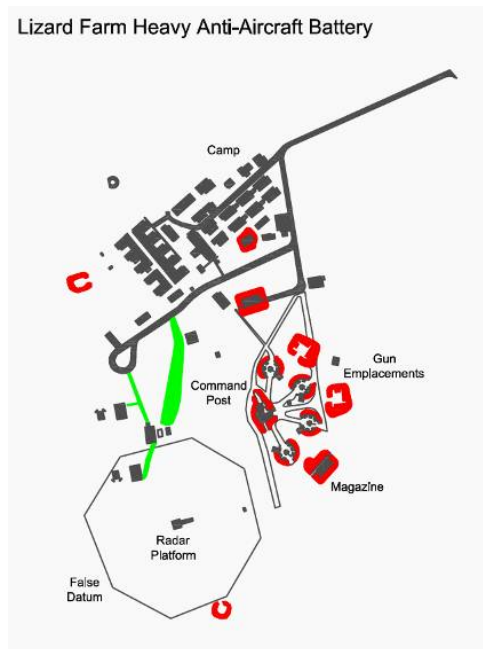 Lizard Farm Heavy Anti-Aircraft Battery
Camp
Gun
Emplacements
Command
Post
Magazine
Radar
Platform
False
Datum